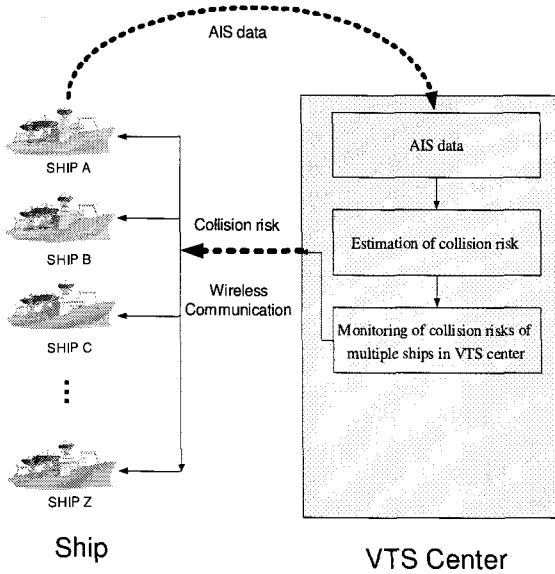 AIS data
SHIP A
SHIP B
SHIP C
SHIP Z
Ship
Collision risk
Wireless
Communication
AIS data
Estimation of collision risk
Monitoring of collision risks of
multiple ships in VTS center
VTS Center